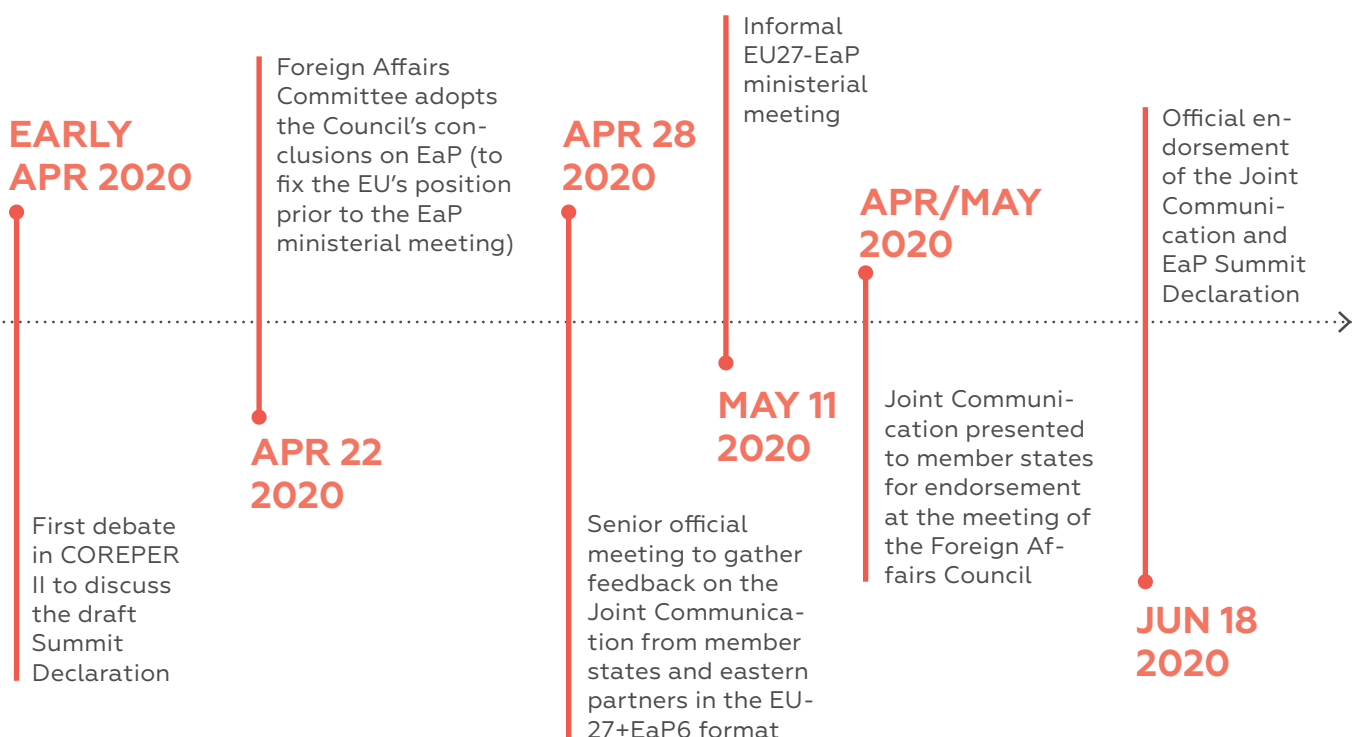 EARLY
APR 2020
First debate
in COREPER
II to discuss
the draft
Summit
Declaration
Foreign Affairs
Committee adopts
the Council's con-
clusions on EaP (to
fix the EU's position
prior to the EaP
ministerial meeting)
APR 22
2020
APR 28
2020
Senior official
meeting to gather
feedback on the
Joint Communica-
tion from member
states and eastern
partners in the EU-
27+EaP6 format
Informal
EU27-EaP
ministerial
meeting
MAY 11
2020
APR/MAY
2020
Joint Communi-
cation presented
to member states
for endorsement
at the meeting of
the Foreign Af-
fairs Council
Official en-
dorsement
of the Joint
Communi-
cation and
EaP Summit
Declaration
JUN 18
2020